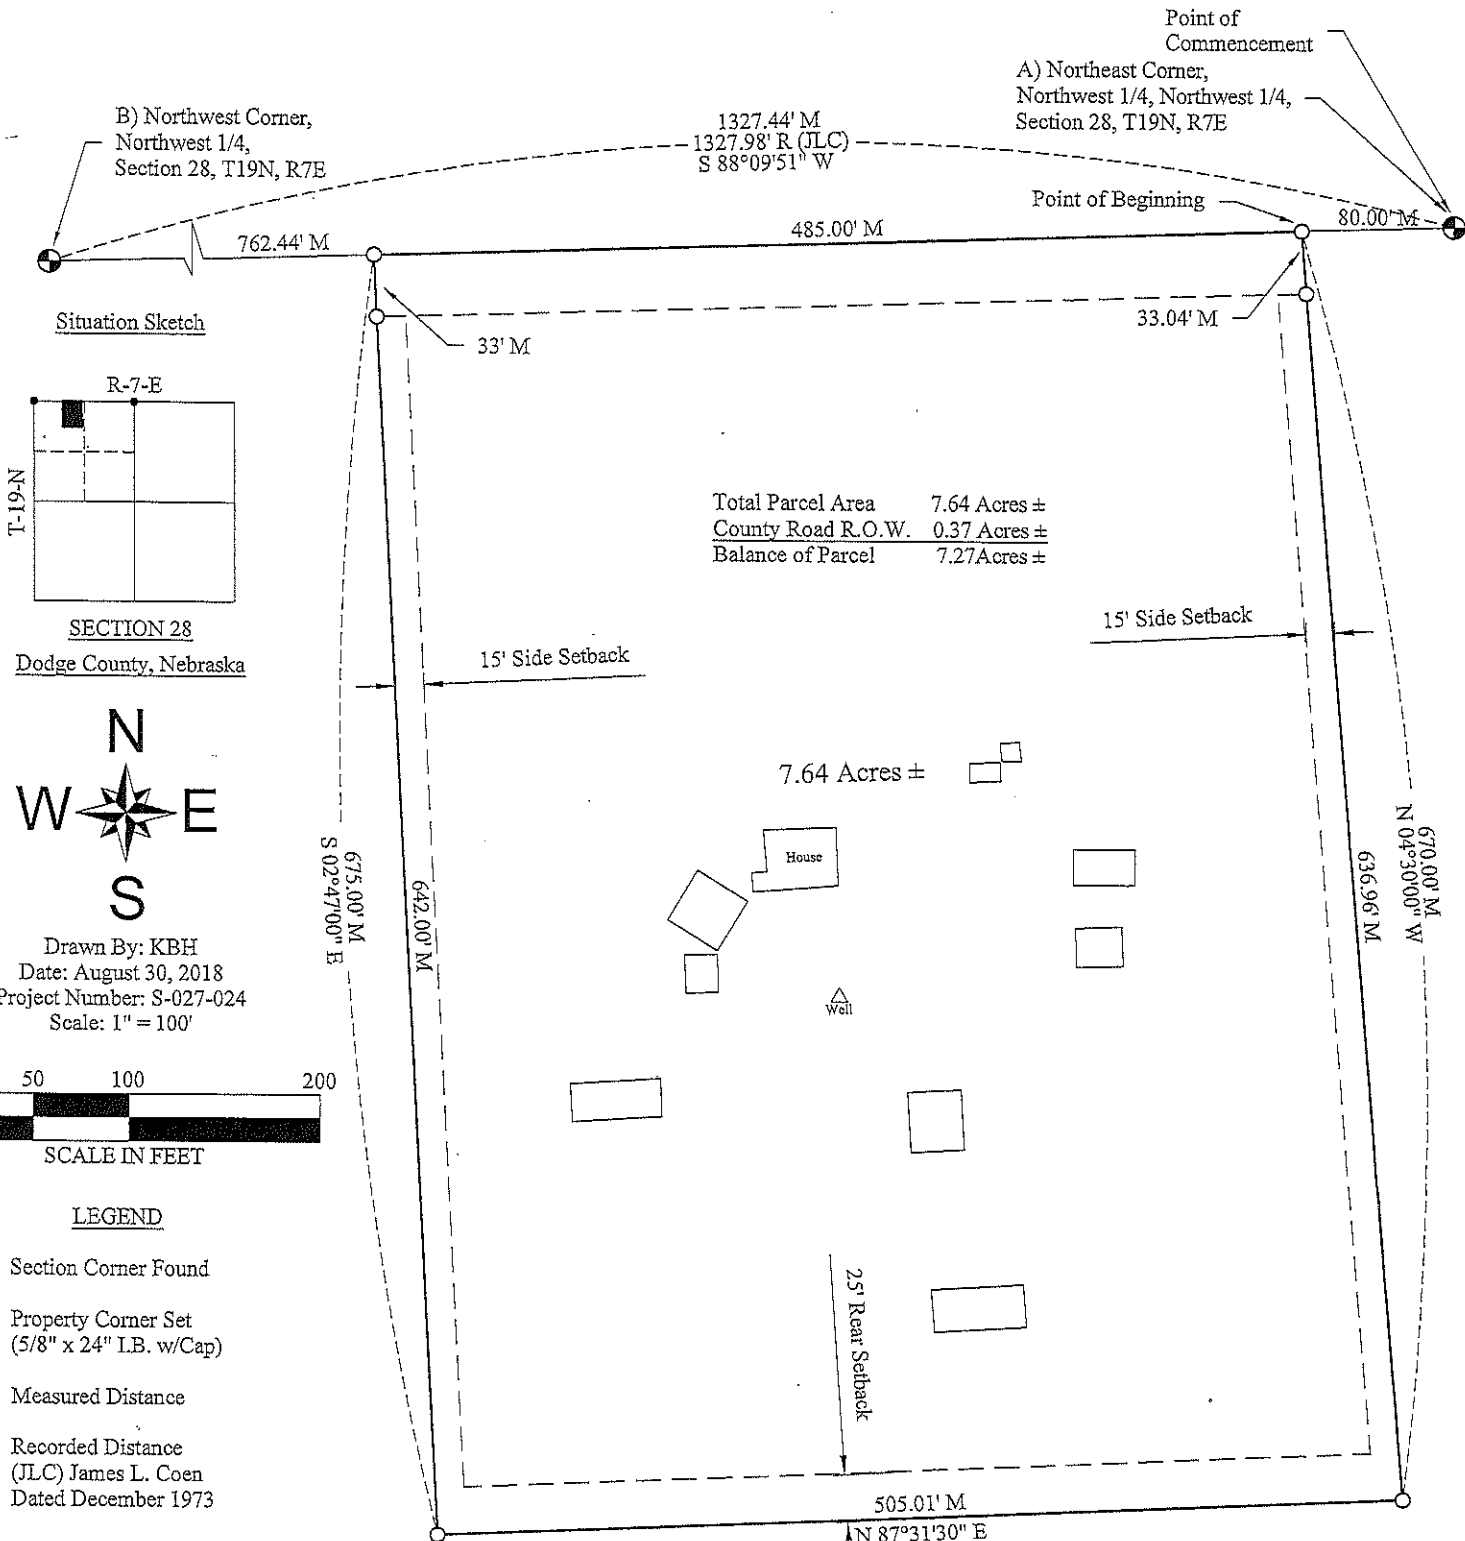 Point of
Commencement
A) Northeast Corner,
Northwest 1/4, Northwest 1/4,
Section 28, T19N, R7E
B) Northwest Corner,
Northwest 1/4,
Section 28, T19N, R7E
1327.44' M
1327.98' R (JLC)
S 88°09'51" W
Point of Beginning
80.00' M
762.44' M
485.00' M
33' M
33.04' M
Situation Sketch
R-7-E
T-19-N
SECTION 28
Dodge County, Nebraska
Total Parcel Area 7.64 Acres ±
County Road R.O.W. 0.37 Acres ±
Balance of Parcel 7.27Acres ±
15' Side Setback
15' Side Setback
N
W E
S
7.64 Acres ±
House
Well
675.00' M
S 02°47'00" E
642.00' M
636.96' M
670.00' M
N 04°30'00" W
Drawn By: KBH
Date: August 30, 2018
Project Number: S-027-024
Scale: 1" = 100'
50 100 200
SCALE IN FEET
LEGEND
Section Corner Found
Property Corner Set
(5/8" x 24" I.B. w/Cap)
Measured Distance
Recorded Distance
(JLC) James L. Coen
Dated December 1973
25' Rear Setback
505.01' M
N 87°31'30" E